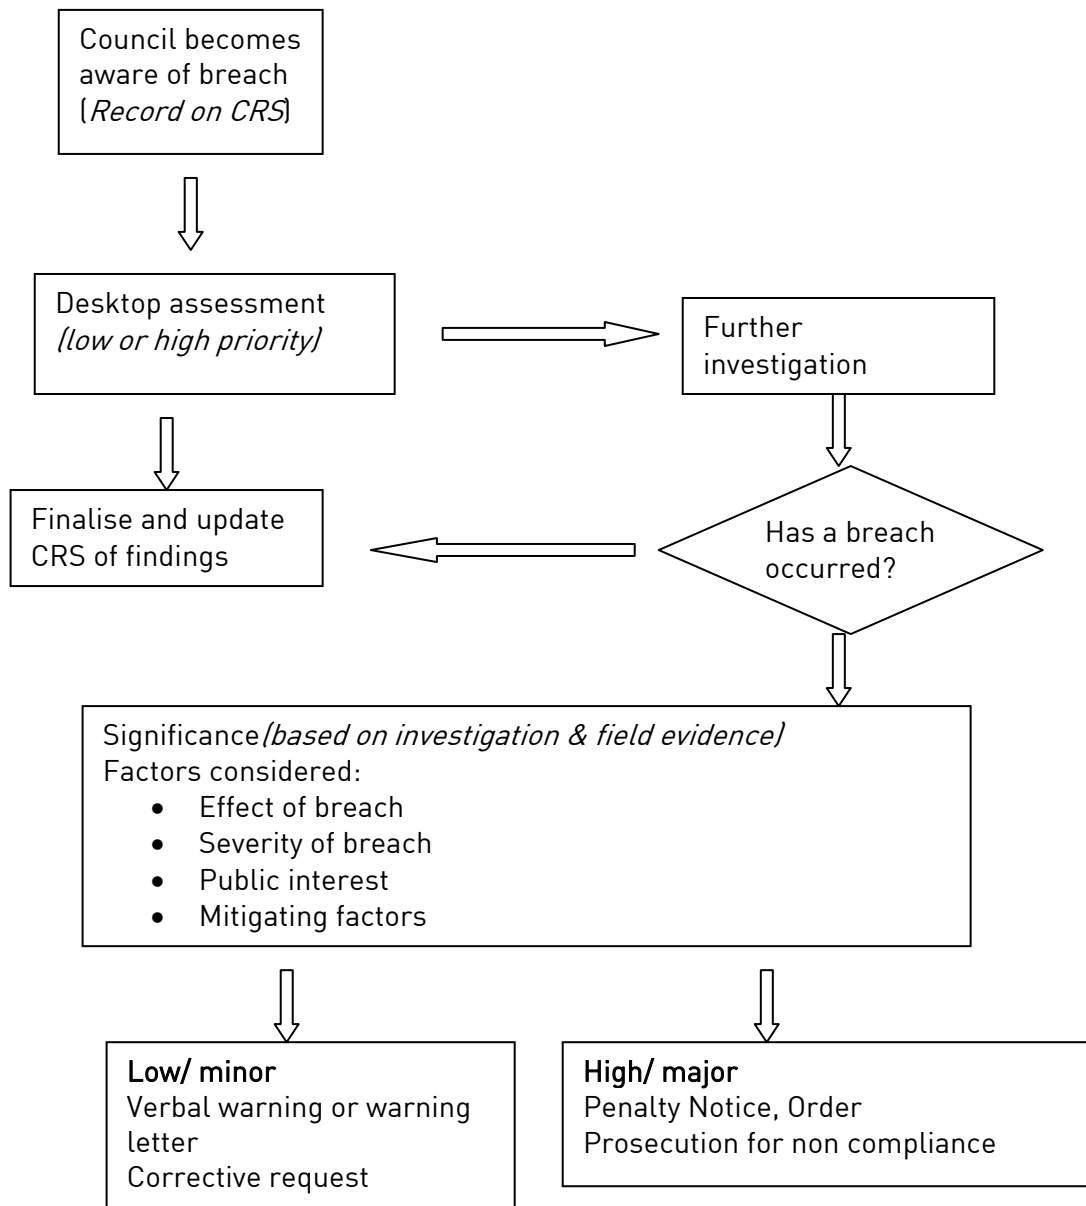 Council becomes
aware of breach
(Record on CRS)
Desktop assessment
(low or high priority)
Further
investigation
Finalise and update
CRS of findings
Has a breach
occurred?
Significance(based on investigation & field evidence)
Factors considered:
• Effect of breach
• Severity of breach
• Public interest
• Mitigating factors
Low/ minor
Verbal warning or warning
letter
Corrective request
High/ major
Penalty Notice, Order
Prosecution for non compliance